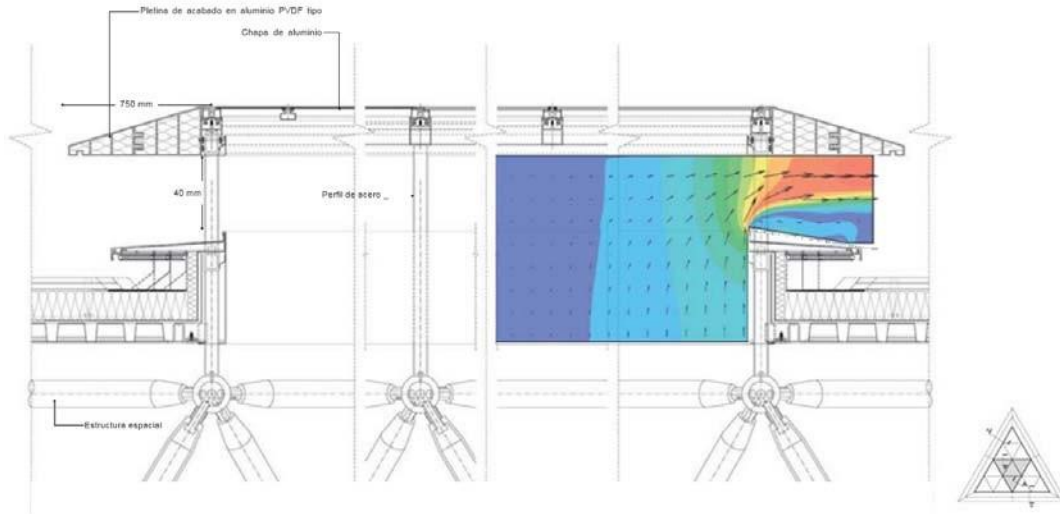 Pletina de acabado en aluminio PVDF tipo
Chapa de aluminio
750 mm
40 mm
Perfil de acero
Estructura espacial